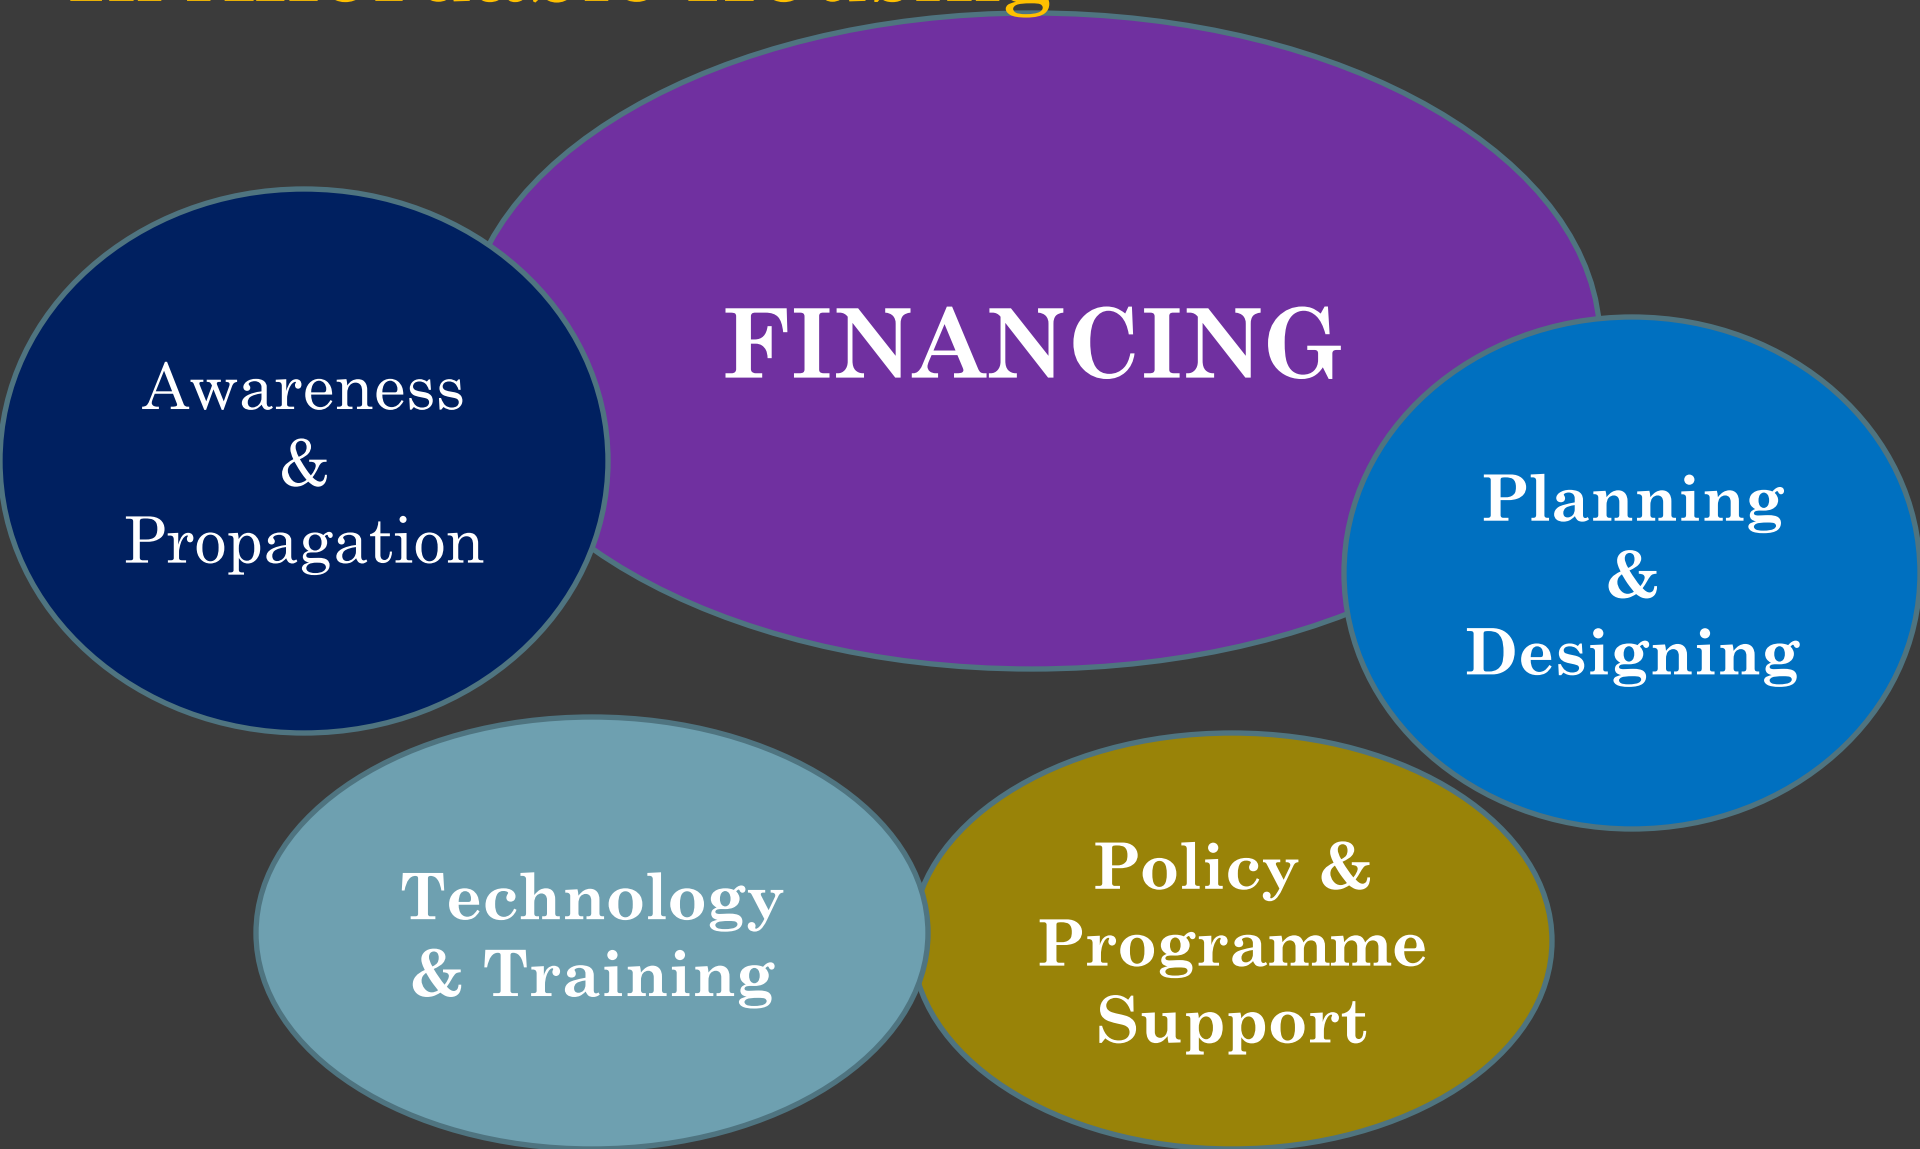 FINANCING
Awareness
&
Propagation
Planning
&
Designing
Technology
& Training
Policy &
Programme
Support